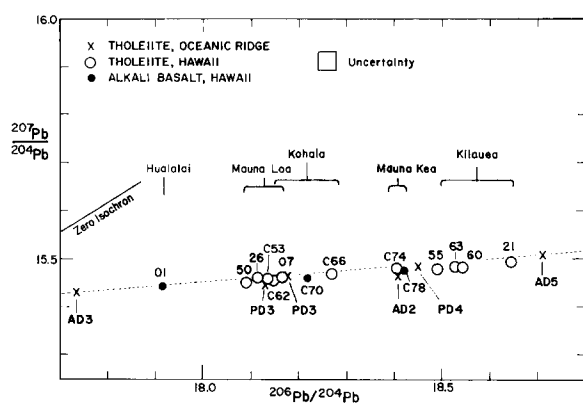 16.0
× THOLEIITE, OCEANIC RIDGE
○ THOLEIITE, HAWAII
● ALKALI BASALT, HAWAII
□ Uncertainty
207Pb
204Pb
Kohala
Hualalai Mauna Loa Mauna Kea Kilauea
Zero Isochron
C53
26 07 C66 C74 55 63 60 21
01 50
15.5
C62 C70 C78
AD3 PD3 PD3 AD2 PD4 AD5
18.0 18.5
206Pb/204Pb